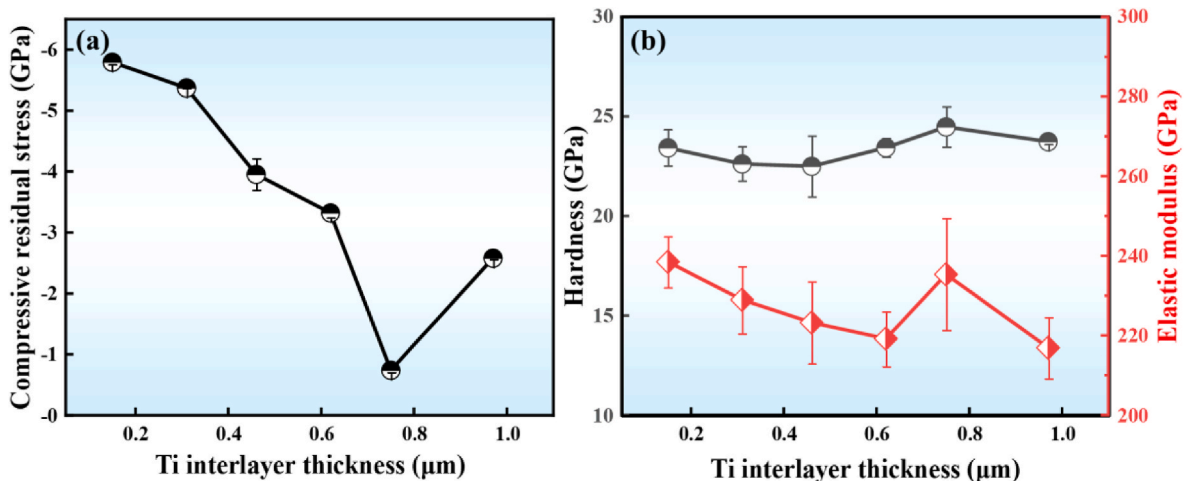 (a)
Compressive residual stress (GPa)
-6
-5
-4
-3
-2
-1
-0
0.2 0.4 0.6 0.8 1.0
Ti interlayer thickness (μm)
(b)
Hardness (GPa)
30
25
20
15
10
0.2 0.4 0.6 0.8 1.0
Ti interlayer thickness (μm)
300
280
260
240
220
200
Elastic modulus (GPa)